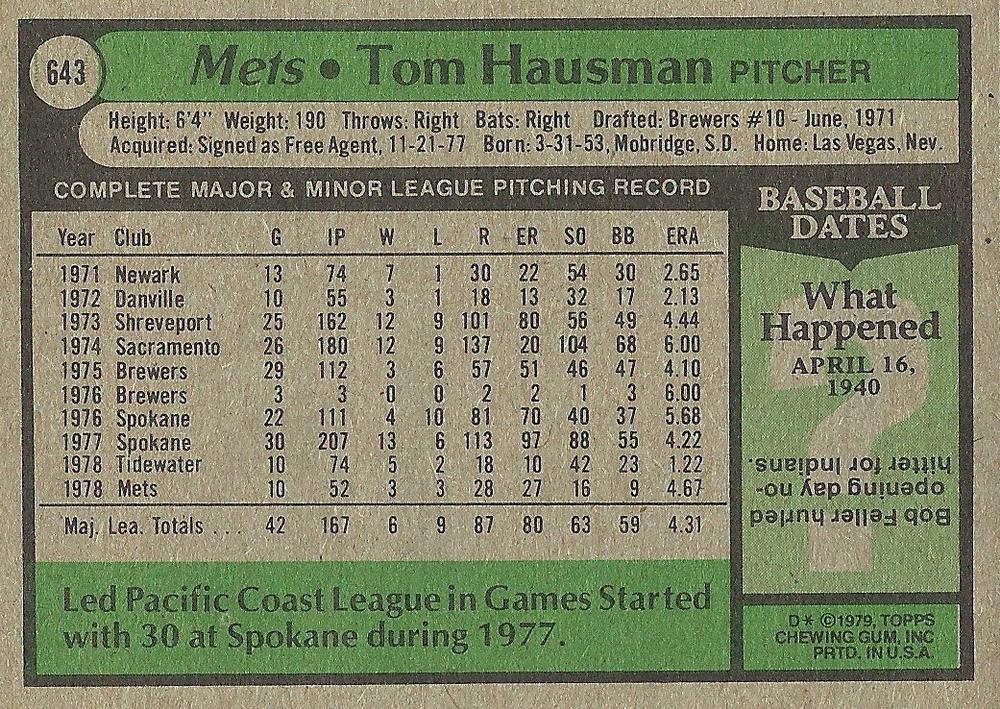 643
Mets • Tom Hausman PITCHER
Height: 6'4" Weight: 190 Throws: Right Bats: Right Drafted: Brewers #10 - June, 1971
Acquired: Signed as Free Agent, 11-21-77 Born: 3-31-53, Mobridge, S.D. Home: Las Vegas, Nev.
COMPLETE MAJOR & MINOR LEAGUE PITCHING RECORD
Year Club G IP W L R ER SO BB ERA
1971 Newark 13 74 7 1 30 22 54 30 2.65
1972 Danville 10 55 3 1 18 13 32 17 2.13
1973 Shreveport 25 162 12 9 101 80 56 49 4.44
1974 Sacramento 26 180 12 9 137 20 104 68 6.00
1975 Brewers 29 112 3 6 57 51 46 47 4.10
1976 Brewers 3 3 0 0 2 2 1 3 6.00
1976 Spokane 22 111 4 10 81 70 40 37 5.68
1977 Spokane 30 207 13 6 113 97 88 55 4.22
1978 Tidewater 10 74 5 2 18 10 42 23 1.22
1978 Mets 10 52 3 3 28 27 16 9 4.67
Maj. Lea. Totals ... 42 167 6 9 87 80 63 59 4.31
Led Pacific Coast League in Games Started
with 30 at Spokane during 1977.
BASEBALL
DATES
What
Happened
APRIL 16,
1940
?
Bob Feller hurled
opening day no-
hitter for Indians.
D* ©1979, TOPPS
CHEWING GUM, INC
PRTD. IN U.S.A.